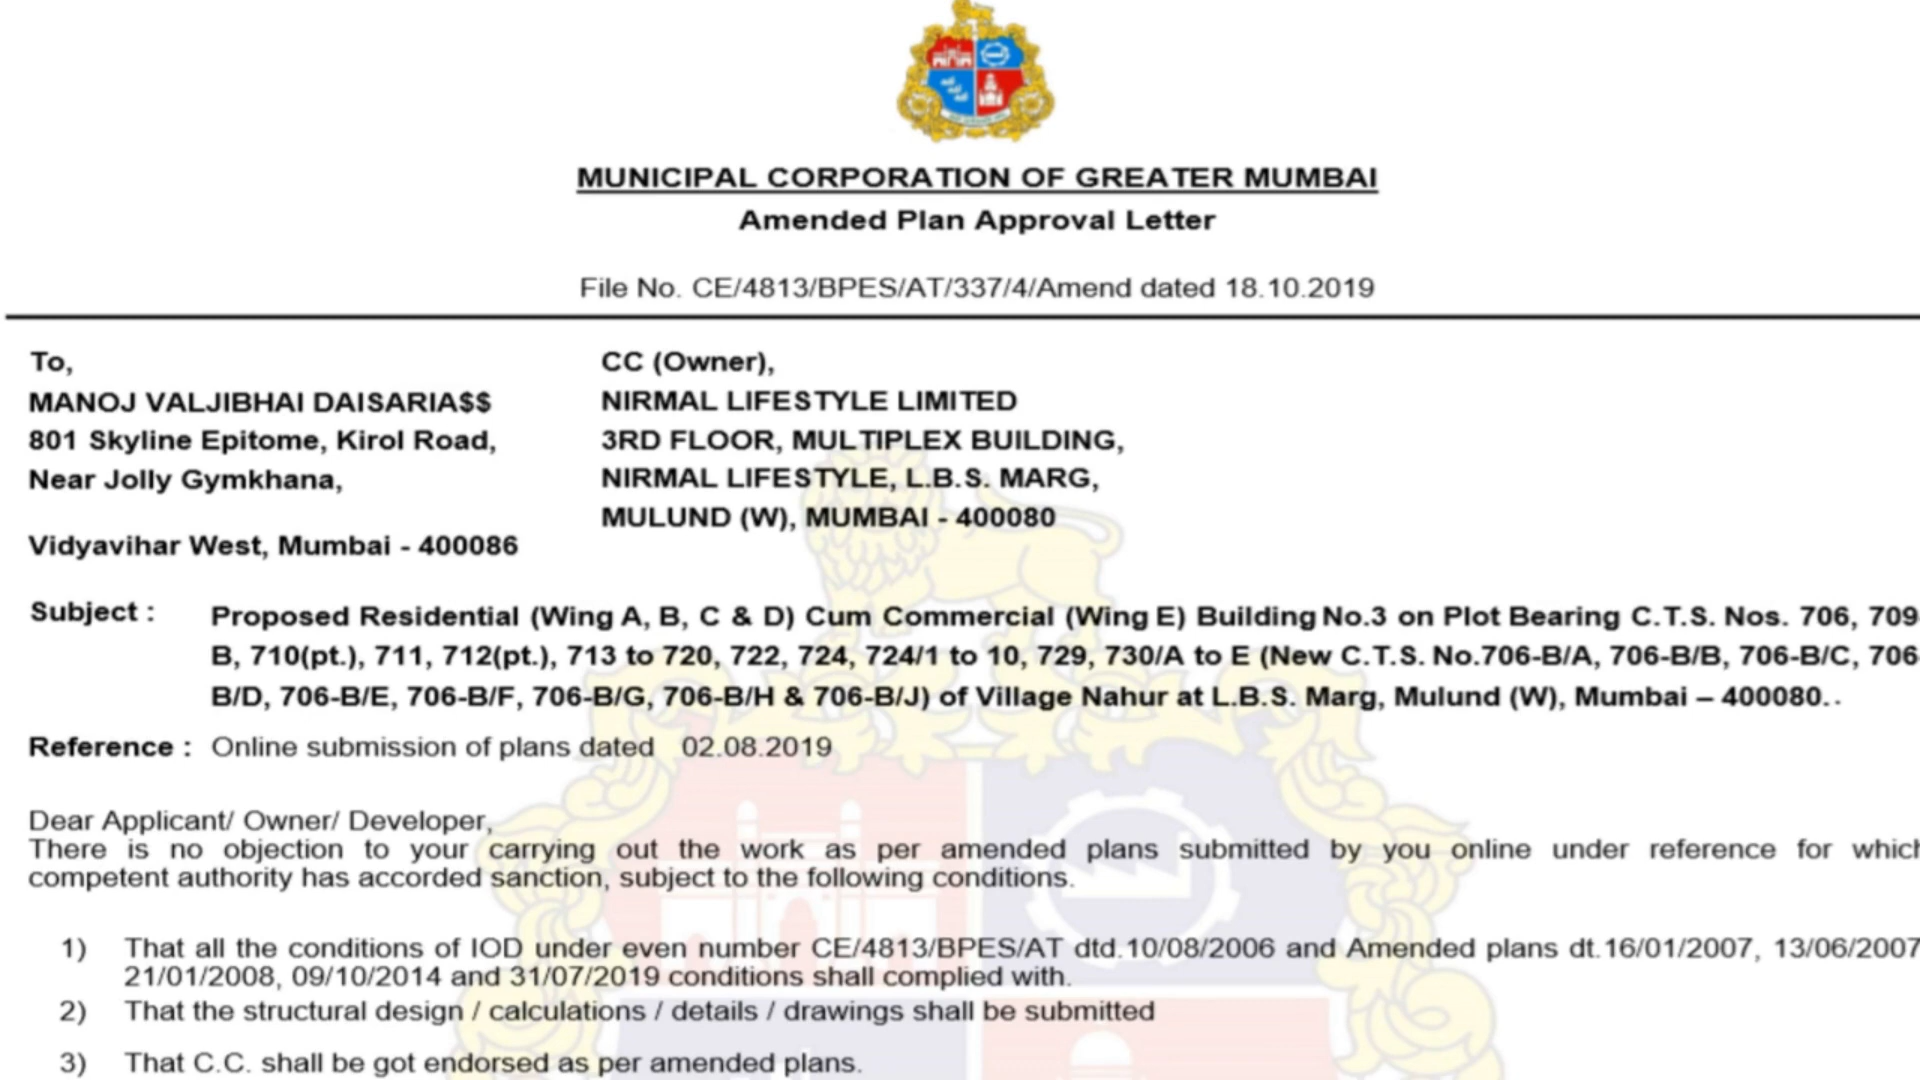 MUNICIPAL CORPORATION OF GREATER MUMBAI
Amended Plan Approval Letter
File No. CE/4813/BPES/AT/337/4/Amend dated 18.10.2019
To,
MANOJ VALJIBHAI DAISARIA$$
801 Skyline Epitome, Kirol Road,
Near Jolly Gymkhana,
Vidyavihar West, Mumbai - 400086
CC (Owner),
NIRMAL LIFESTYLE LIMITED
3RD FLOOR, MULTIPLEX BUILDING,
NIRMAL LIFESTYLE, L.B.S. MARG,
MULUND (W), MUMBAI - 400080
Subject : Proposed Residential (Wing A, B, C & D) Cum Commercial (Wing E) Building No.3 on Plot Bearing C.T.S. Nos. 706, 709-
B, 710(pt.), 711, 712(pt.), 713 to 720, 722, 724, 724/1 to 10, 729, 730/A to E (New C.T.S. No.706-B/A, 706-B/B, 706-B/C, 706-
B/D, 706-B/E, 706-B/F, 706-B/G, 706-B/H & 706-B/J) of Village Nahur at L.B.S. Marg, Mulund (W), Mumbai – 400080..
Reference : Online submission of plans dated 02.08.2019
Dear Applicant/ Owner/ Developer,
There is no objection to your carrying out the work as per amended plans submitted by you online under reference for which
competent authority has accorded sanction, subject to the following conditions.
1) That all the conditions of IOD under even number CE/4813/BPES/AT dtd.10/08/2006 and Amended plans dt.16/01/2007, 13/06/2007
21/01/2008, 09/10/2014 and 31/07/2019 conditions shall complied with.
2) That the structural design / calculations / details / drawings shall be submitted
3) That C.C. shall be got endorsed as per amended plans.